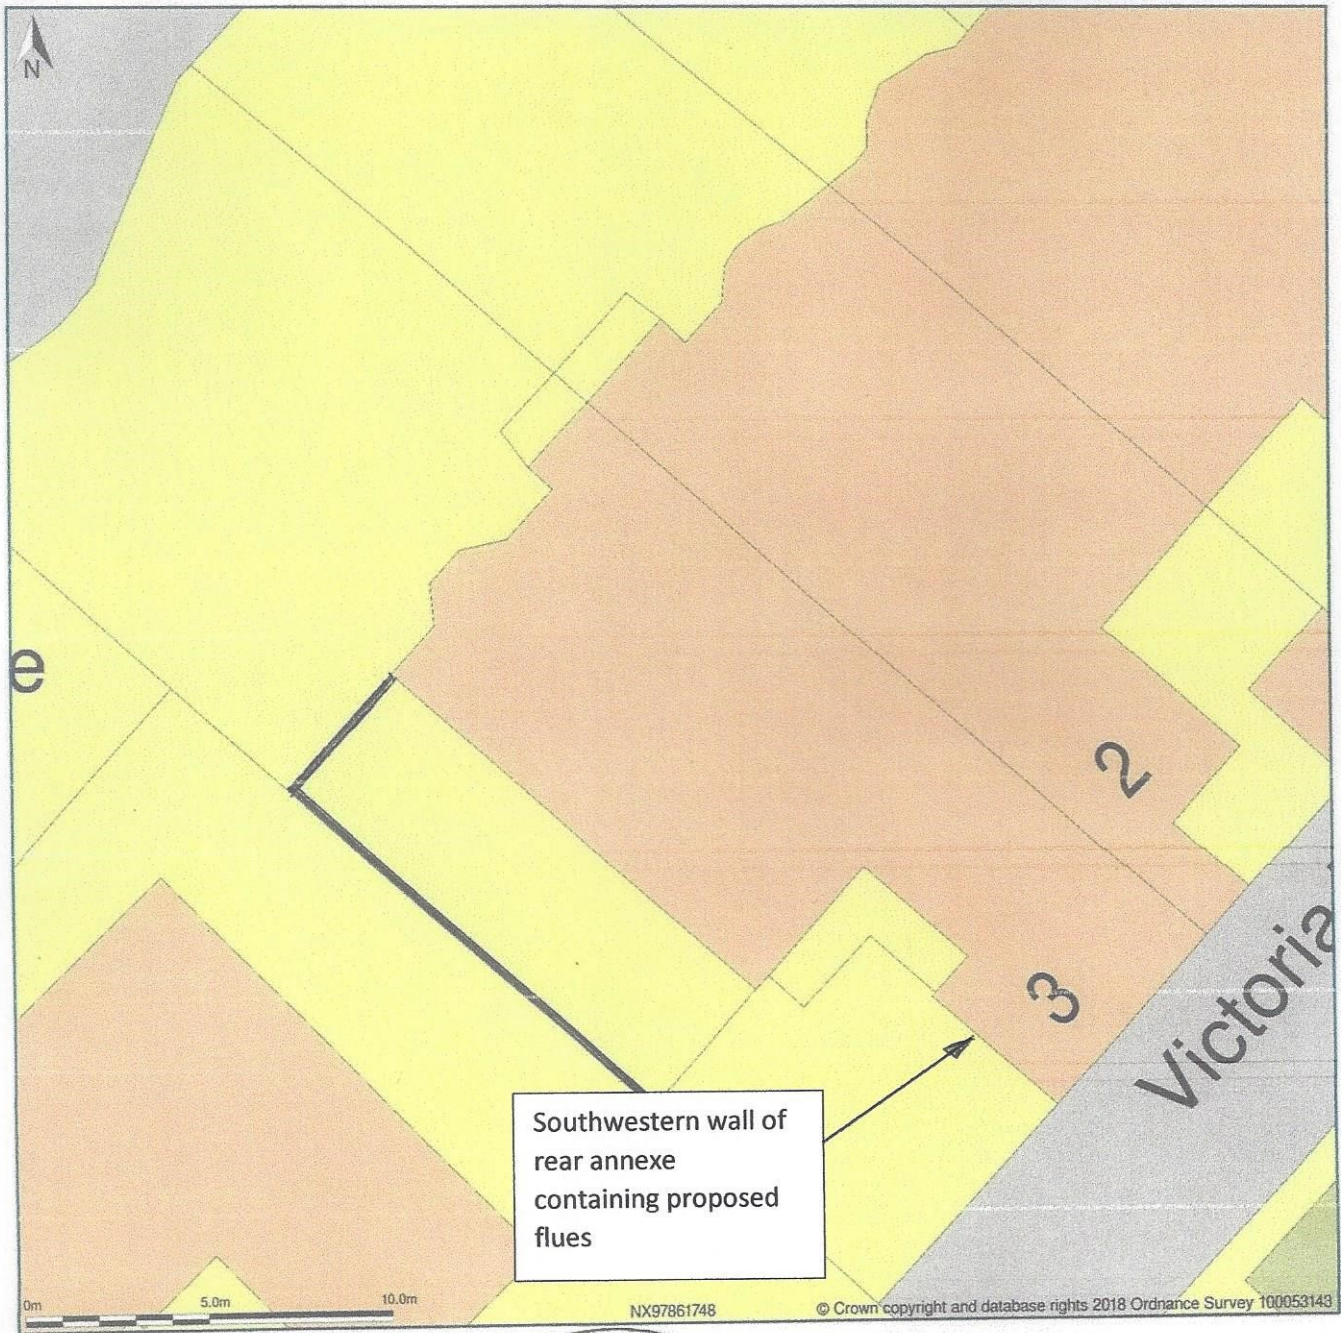 N
e
2
3
Victoria
Southwestern wall of
rear annexe
containing proposed
flues
0m
5.0m
10.0m
NX97861748
© Crown copyright and database rights 2018 Ordnance Survey 100053143